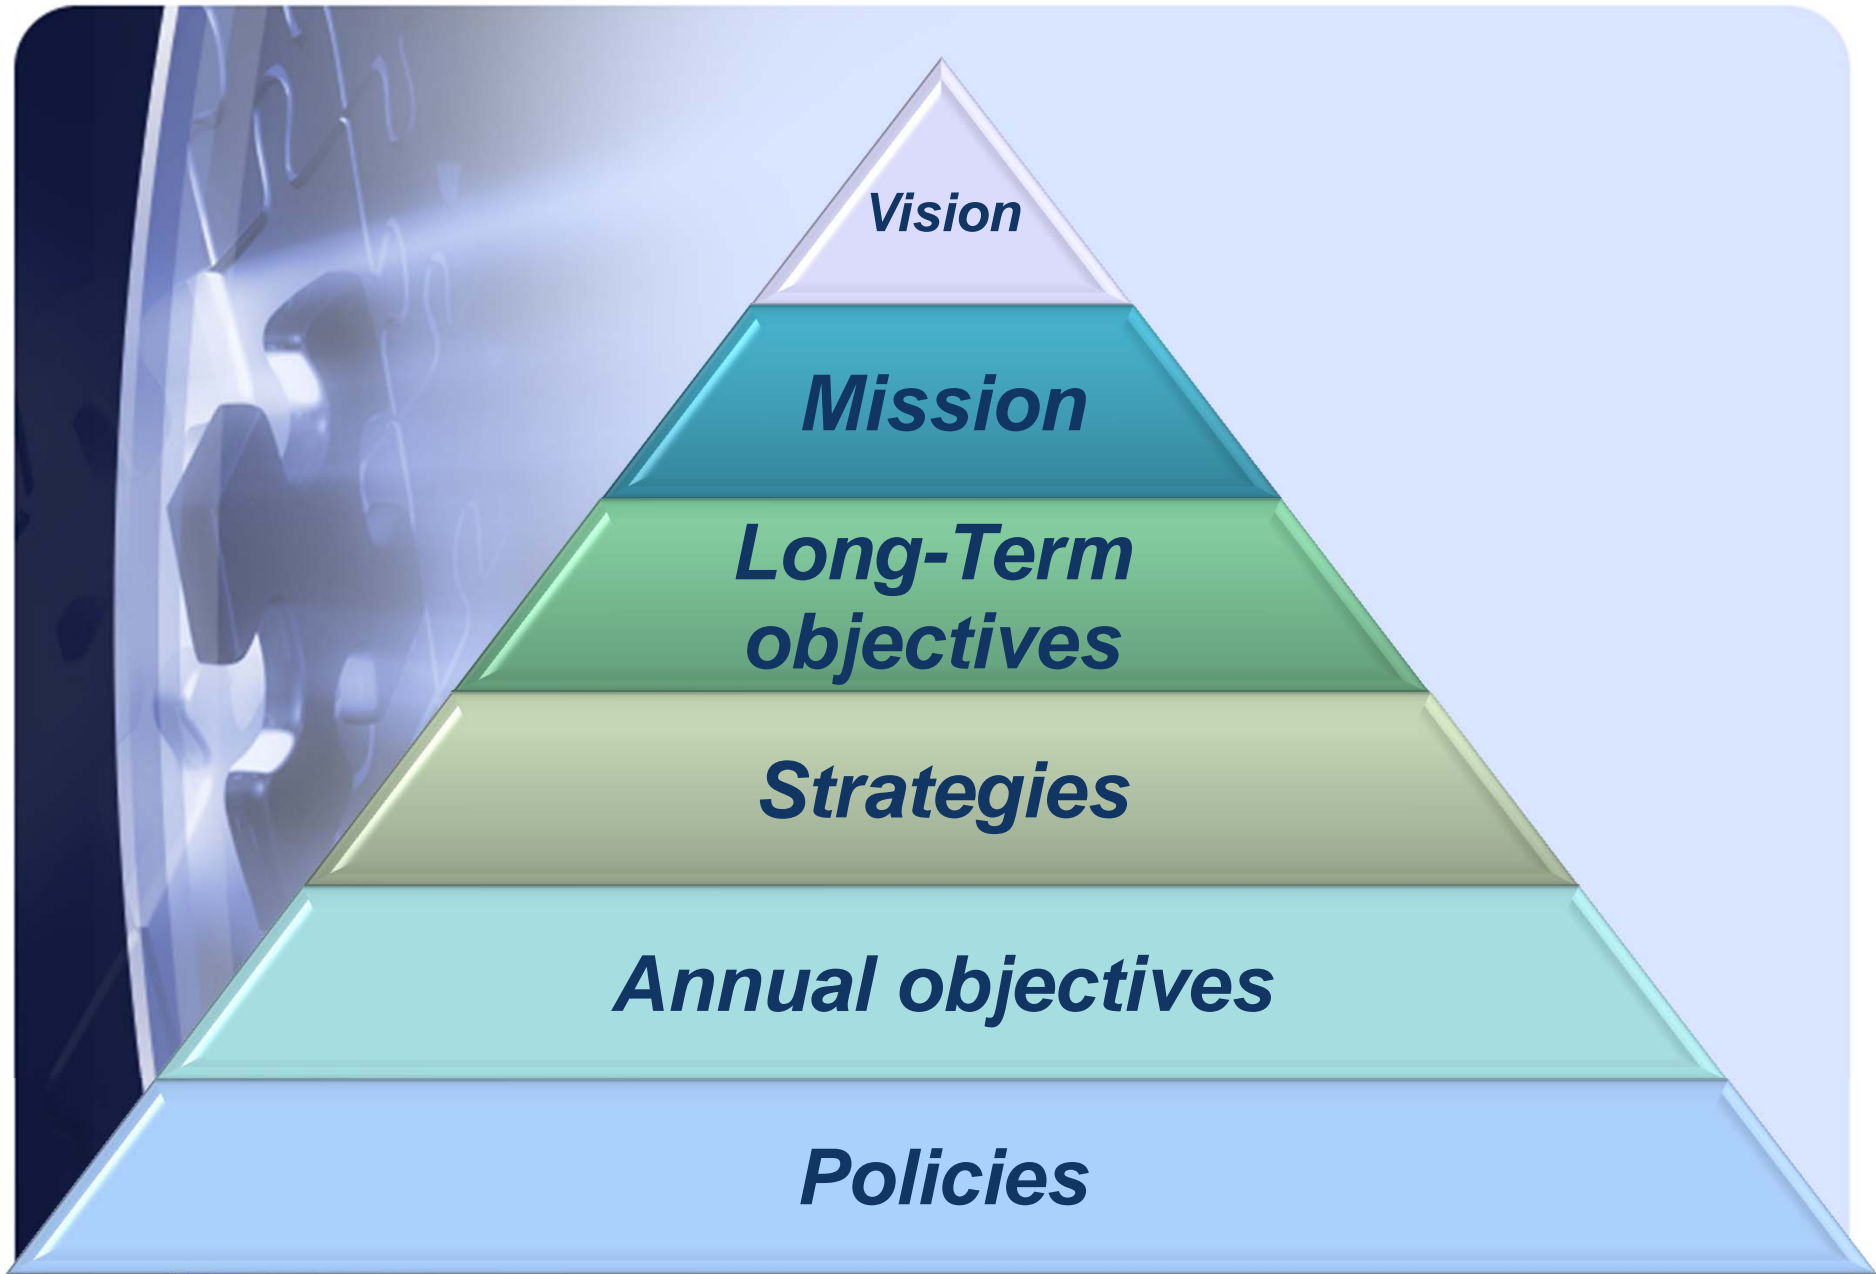 Vision
Mission
Long-Term
objectives
Strategies
Annual objectives
Policies